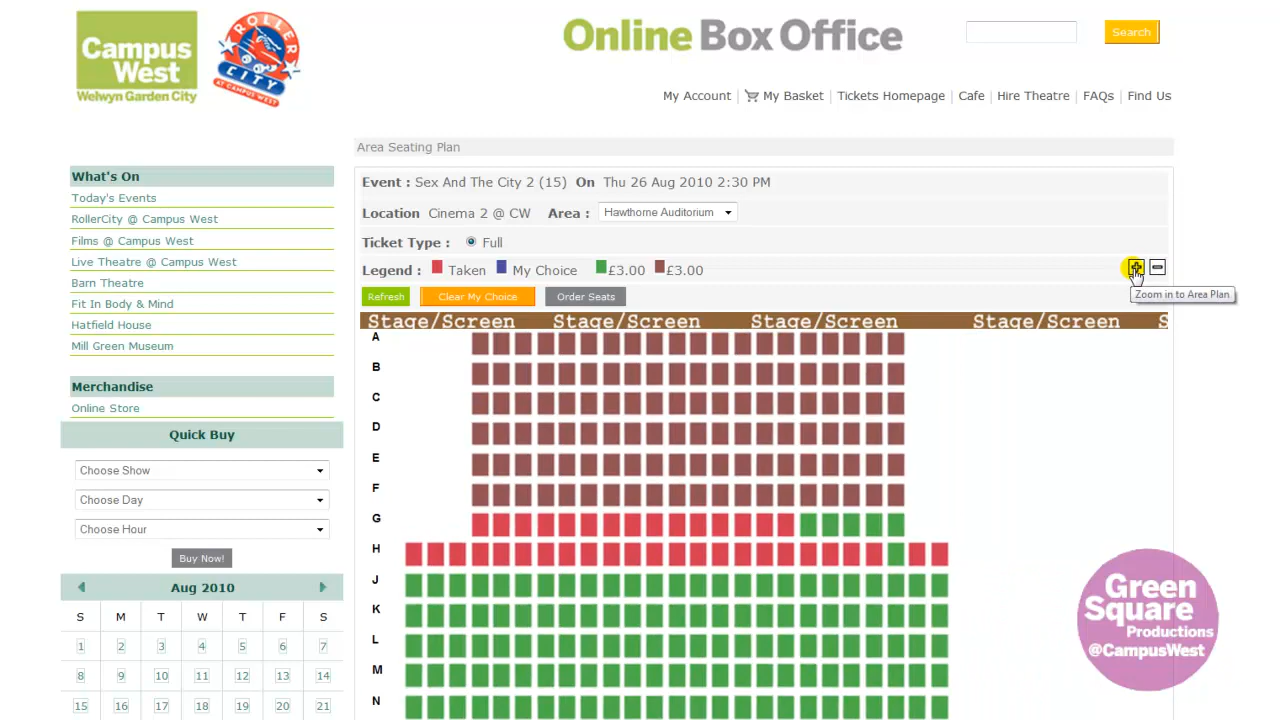 Campus
West
Welwyn Garden City
ROLLER
CITY
AT CAMPUS WEST
Online Box Office
Search
My Account
My Basket
Tickets Homepage
Cafe
Hire Theatre
FAQs
Find Us
Area Seating Plan
What's On
Today's Events
RollerCity @ Campus West
Films @ Campus West
Live Theatre @ Campus West
Barn Theatre
Fit In Body & Mind
Hatfield House
Mill Green Museum
Merchandise
Online Store
Quick Buy
Choose Show
Choose Day
Choose Hour
Buy Now!
Aug 2010
S M T W T F S
1 2 3 4 5 6 7
8 9 10 11 12 13 14
15 16 17 18 19 20 21
Event : Sex And The City 2 (15) On Thu 26 Aug 2010 2:30 PM
Location Cinema 2 @ CW Area : Hawthorne Auditorium
Ticket Type : Full
Legend : Taken My Choice £3.00 £3.00
Zoom in to Area Plan
Refresh
Clear My Choice
Order Seats
Stage/Screen Stage/Screen Stage/Screen Stage/Screen S
A
B
C
D
E
F
G
H
J
K
L
M
N
Green
Square
Productions
@CampusWest